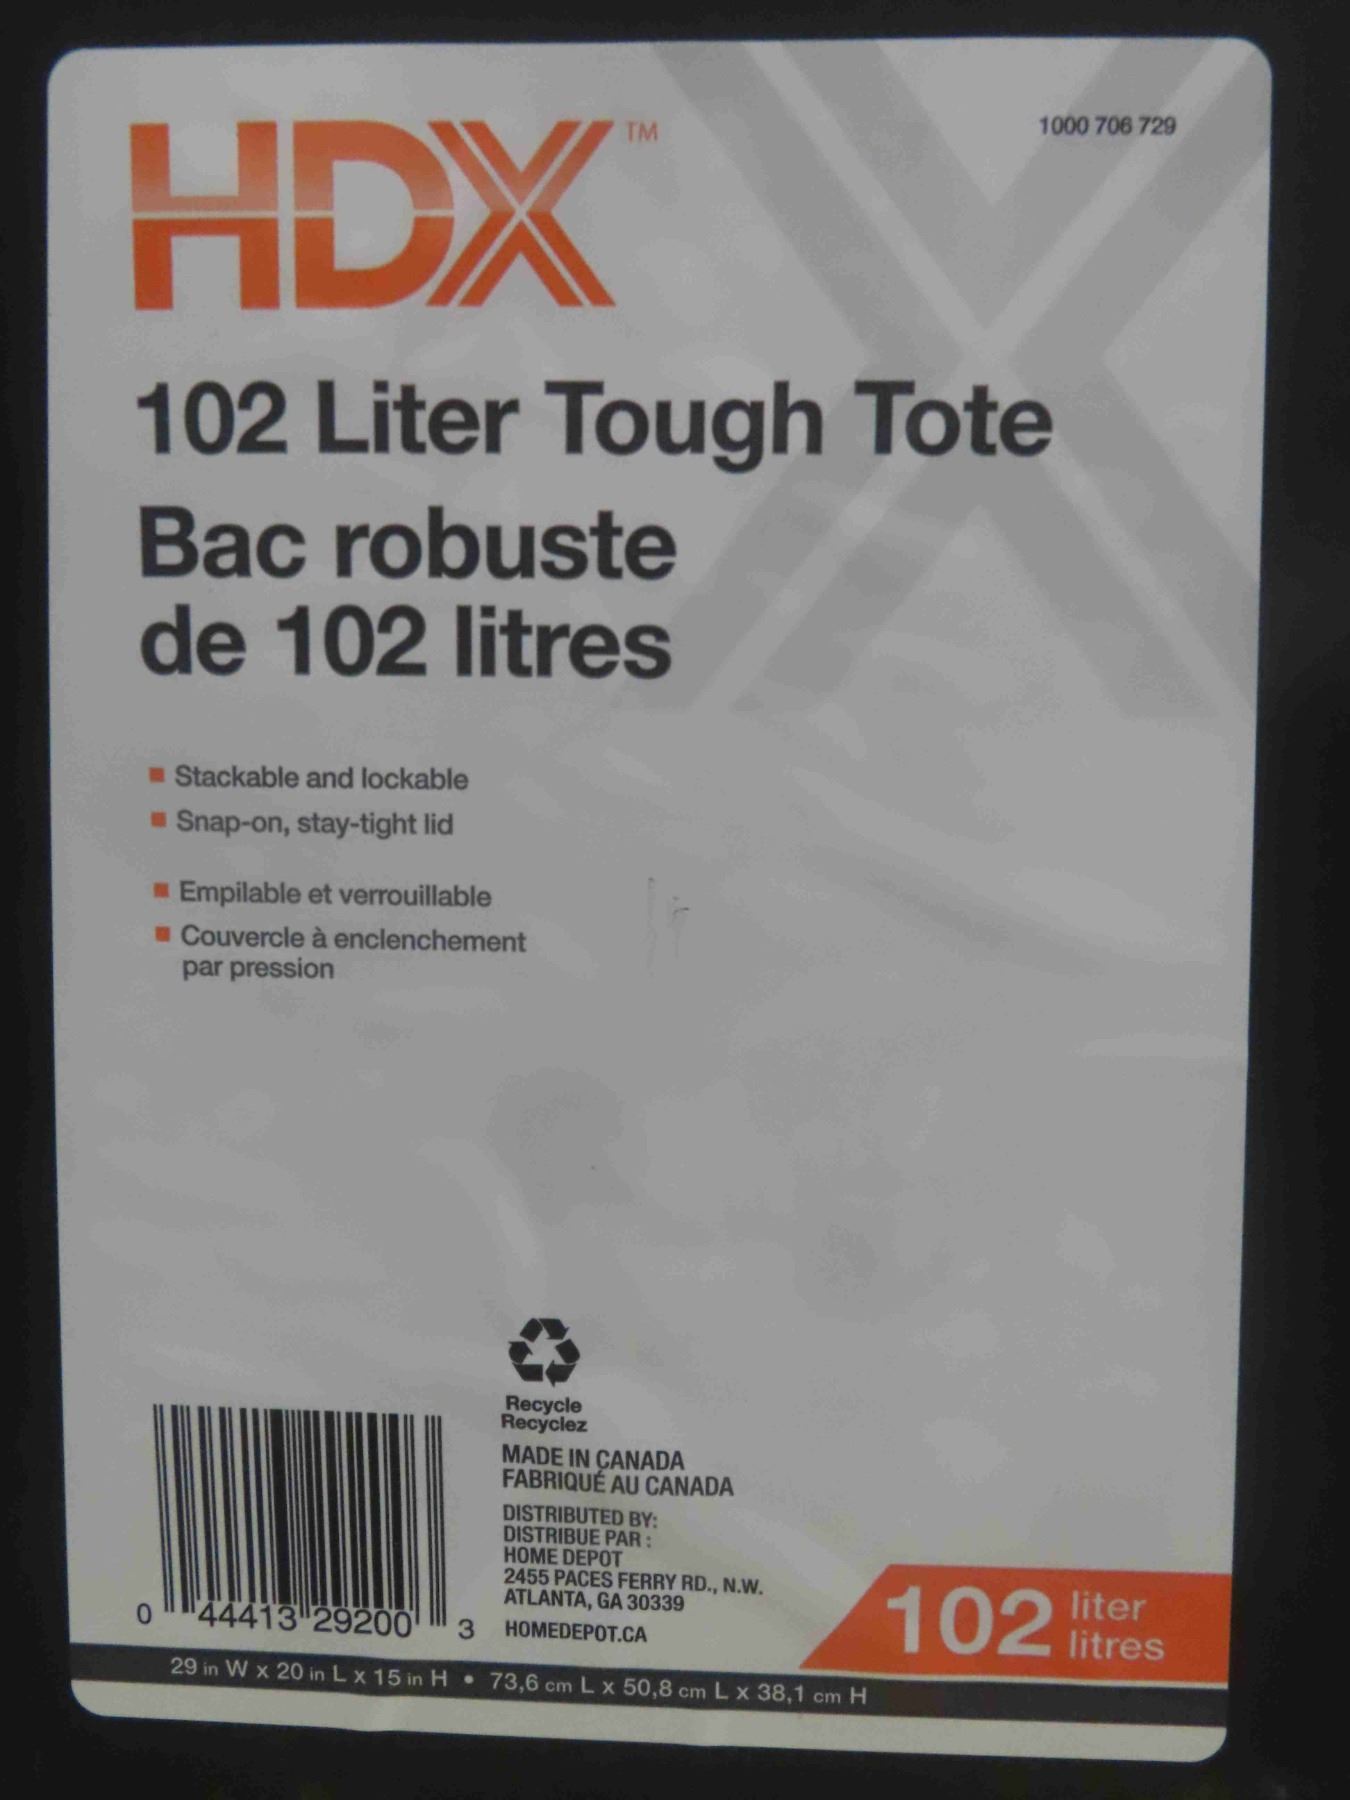 HDX™
1000 706 729
102 Liter Tough Tote
Bac robuste
de 102 litres
Stackable and lockable
Snap-on, stay-tight lid
Empilable et verrouillable
Couvercle à enclenchement
par pression
Recycle
Recyclez
MADE IN CANADA
FABRIQUÉ AU CANADA
DISTRIBUTED BY:
DISTRIBUE PAR :
HOME DEPOT
2455 PACES FERRY RD., N.W.
ATLANTA, GA 30339
HOMEDEPOT.CA
0 44413 29200 3
102 liter
litres
29 in W x 20 in L x 15 in H • 73,6 cm L x 50,8 cm L x 38,1 cm H